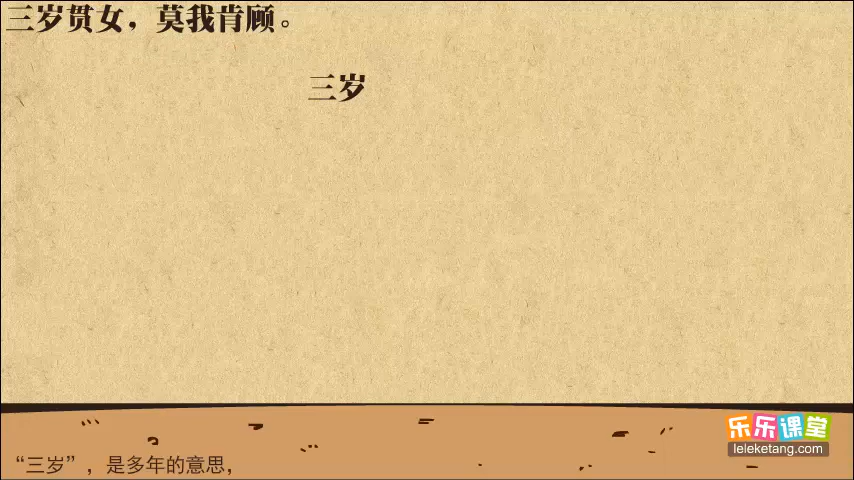 三岁贯女，莫我肯顾。
三岁
乐乐课堂
leleketang.com
“三岁”，是多年的意思，